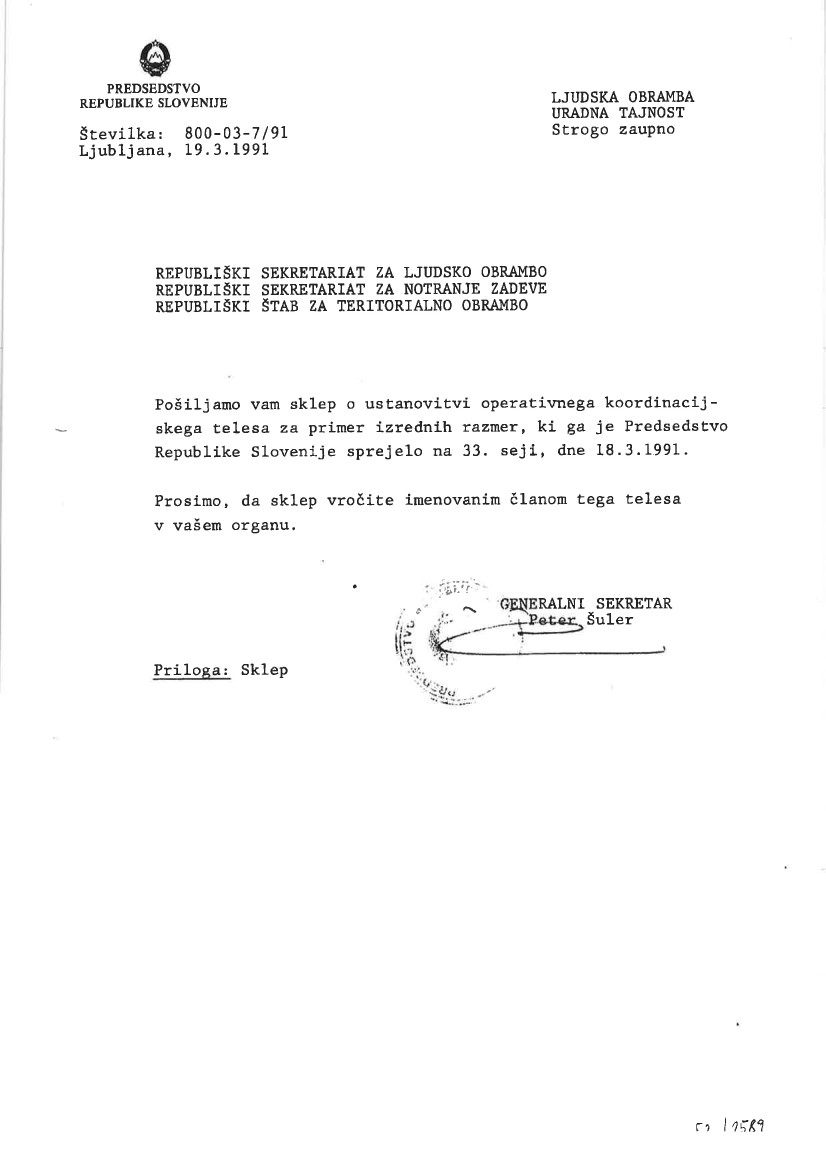 PREDSEDSTVO
REPUBLIKE SLOVENIJE
Številka: 800-03-7/91
Ljubljana, 19.3.1991
LJUDSKA OBRAMBA
URADNA TAJNOST
Strogo zaupno
REPUBLIŠKI SEKRETARIAT ZA LJUDSKO OBRAMBO
REPUBLIŠKI SEKRETARIAT ZA NOTRANJE ZADEVE
REPUBLIŠKI ŠTAB ZA TERITORIALNO OBRAMBO
Pošiljamo vam sklep o ustanovitvi operativnega koordinacij-
skega telesa za primer izrednih razmer, ki ga je Predsedstvo
Republike Slovenije sprejelo na 33. seji, dne 18.3.1991.
Prosimo, da sklep vročite imenovanim članom tega telesa
v vašem organu.
GENERALNI SEKRETAR
Peter Šuler
Priloga: Sklep